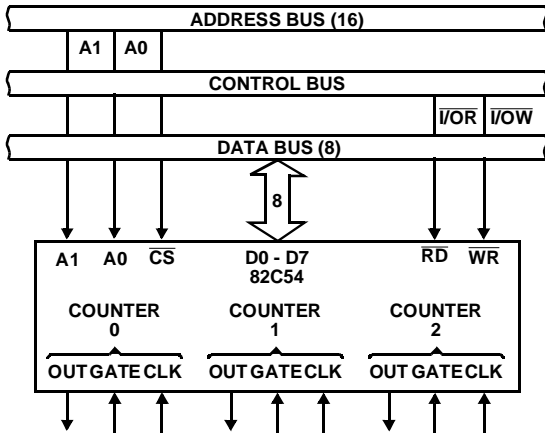 ADDRESS BUS (16)
A1 A0
CONTROL BUS
I/OR I/OW
DATA BUS (8)
8
A1 A0 CS D0 - D7 RD WR
82C54
COUNTER COUNTER COUNTER
0 1 2
OUT GATE CLK OUT GATE CLK OUT GATE CLK